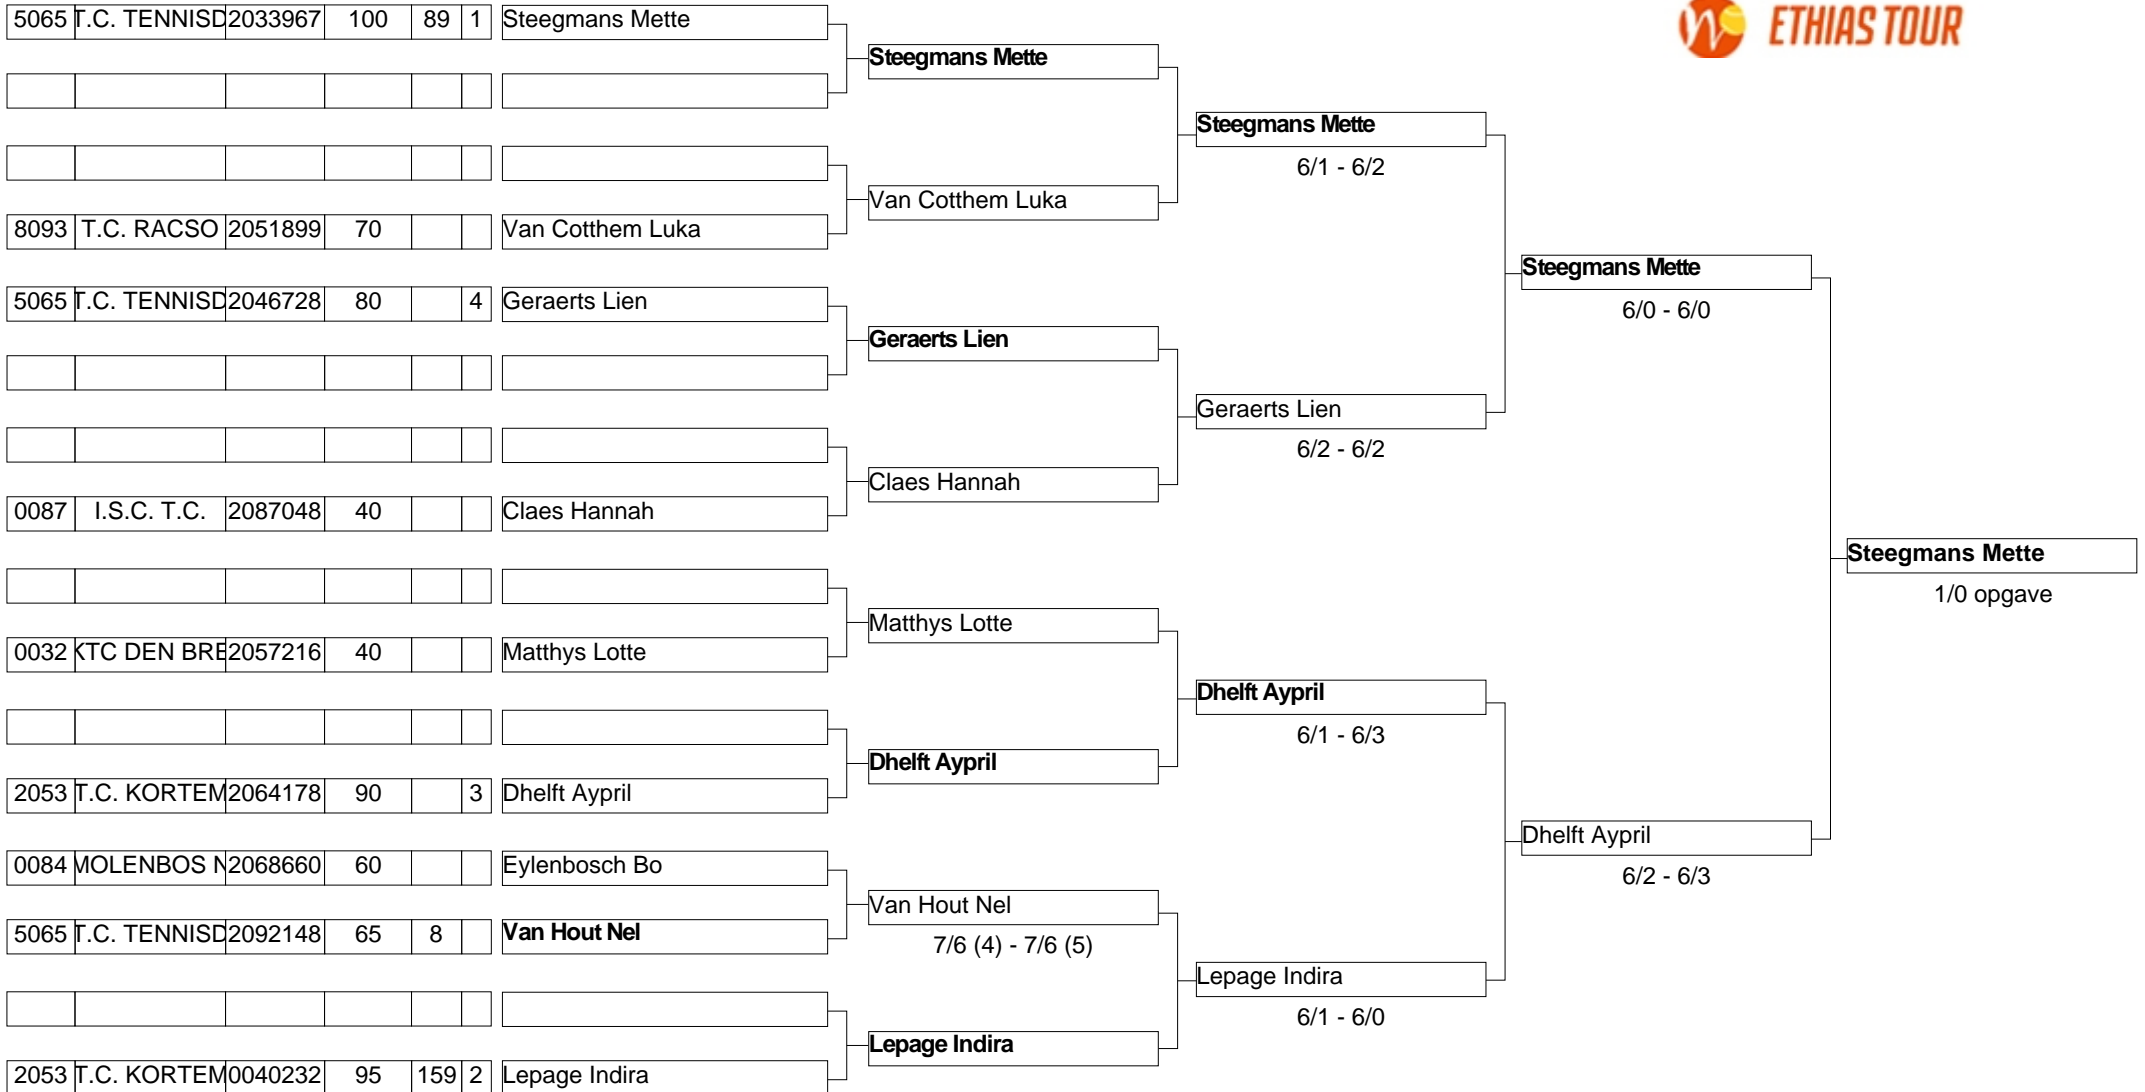 ETHIAS TOUR
5065 T.C. TENNISD 2033967 100 89 1 Steegmans Mette
Steegmans Mette
Steegmans Mette
6/1 - 6/2
Van Cotthem Luka
8093 T.C. RACSO 2051899 70 Van Cotthem Luka
Steegmans Mette
6/0 - 6/0
5065 T.C. TENNISD 2046728 80 4 Geraerts Lien
Geraerts Lien
Geraerts Lien
6/2 - 6/2
Claes Hannah
0087 I.S.C. T.C. 2087048 40 Claes Hannah
Steegmans Mette
1/0 opgave
Matthys Lotte
0032 KTC DEN BRE 2057216 40 Matthys Lotte
Dhelft Aypril
6/1 - 6/3
Dhelft Aypril
2053 T.C. KORTEM 2064178 90 3 Dhelft Aypril
Dhelft Aypril
6/2 - 6/3
0084 MOLENBOS N 2068660 60 Eylenbosch Bo
Van Hout Nel
7/6 (4) - 7/6 (5)
5065 T.C. TENNISD 2092148 65 8 Van Hout Nel
Lepage Indira
6/1 - 6/0
Lepage Indira
2053 T.C. KORTEM 0040232 95 159 2 Lepage Indira